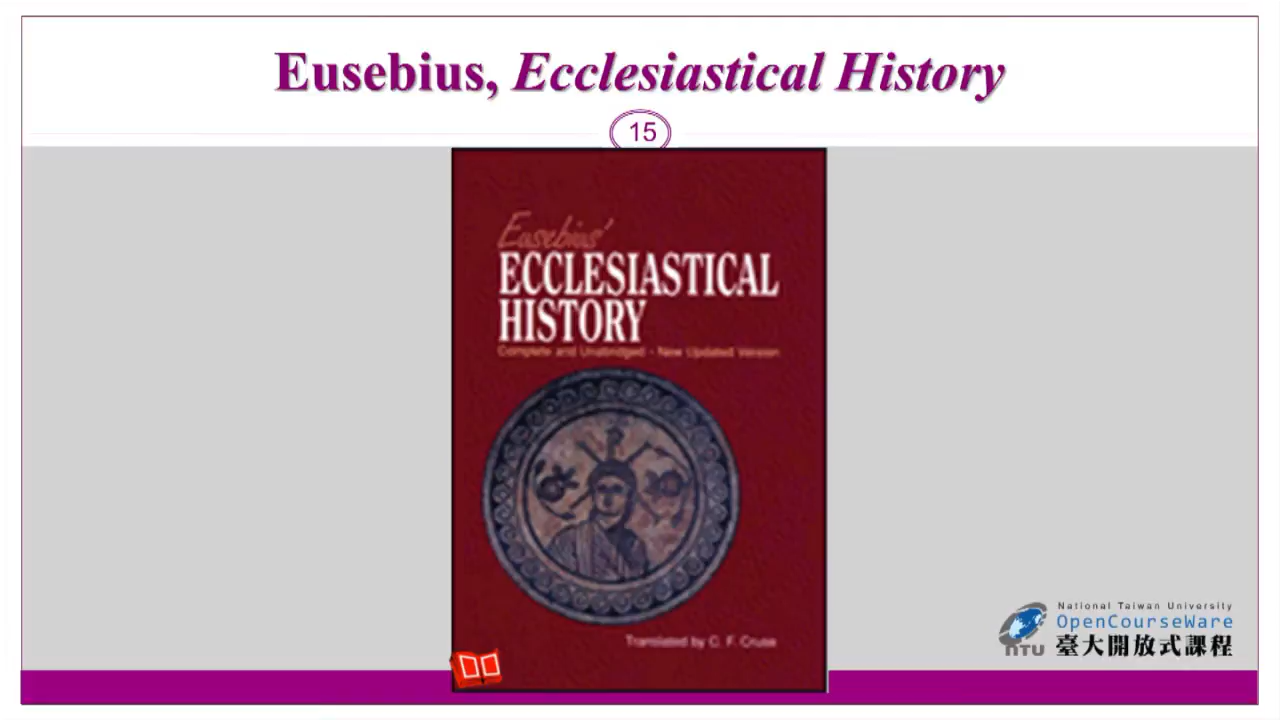 Eusebius, Ecclesiastical History
15
Eusebius'
ECCLESIASTICAL
HISTORY
Complete and Unabridged - New Updated Version
Translated by C. F. Cruse
National Taiwan University
OpenCourseWare
NTU 臺大開放式課程